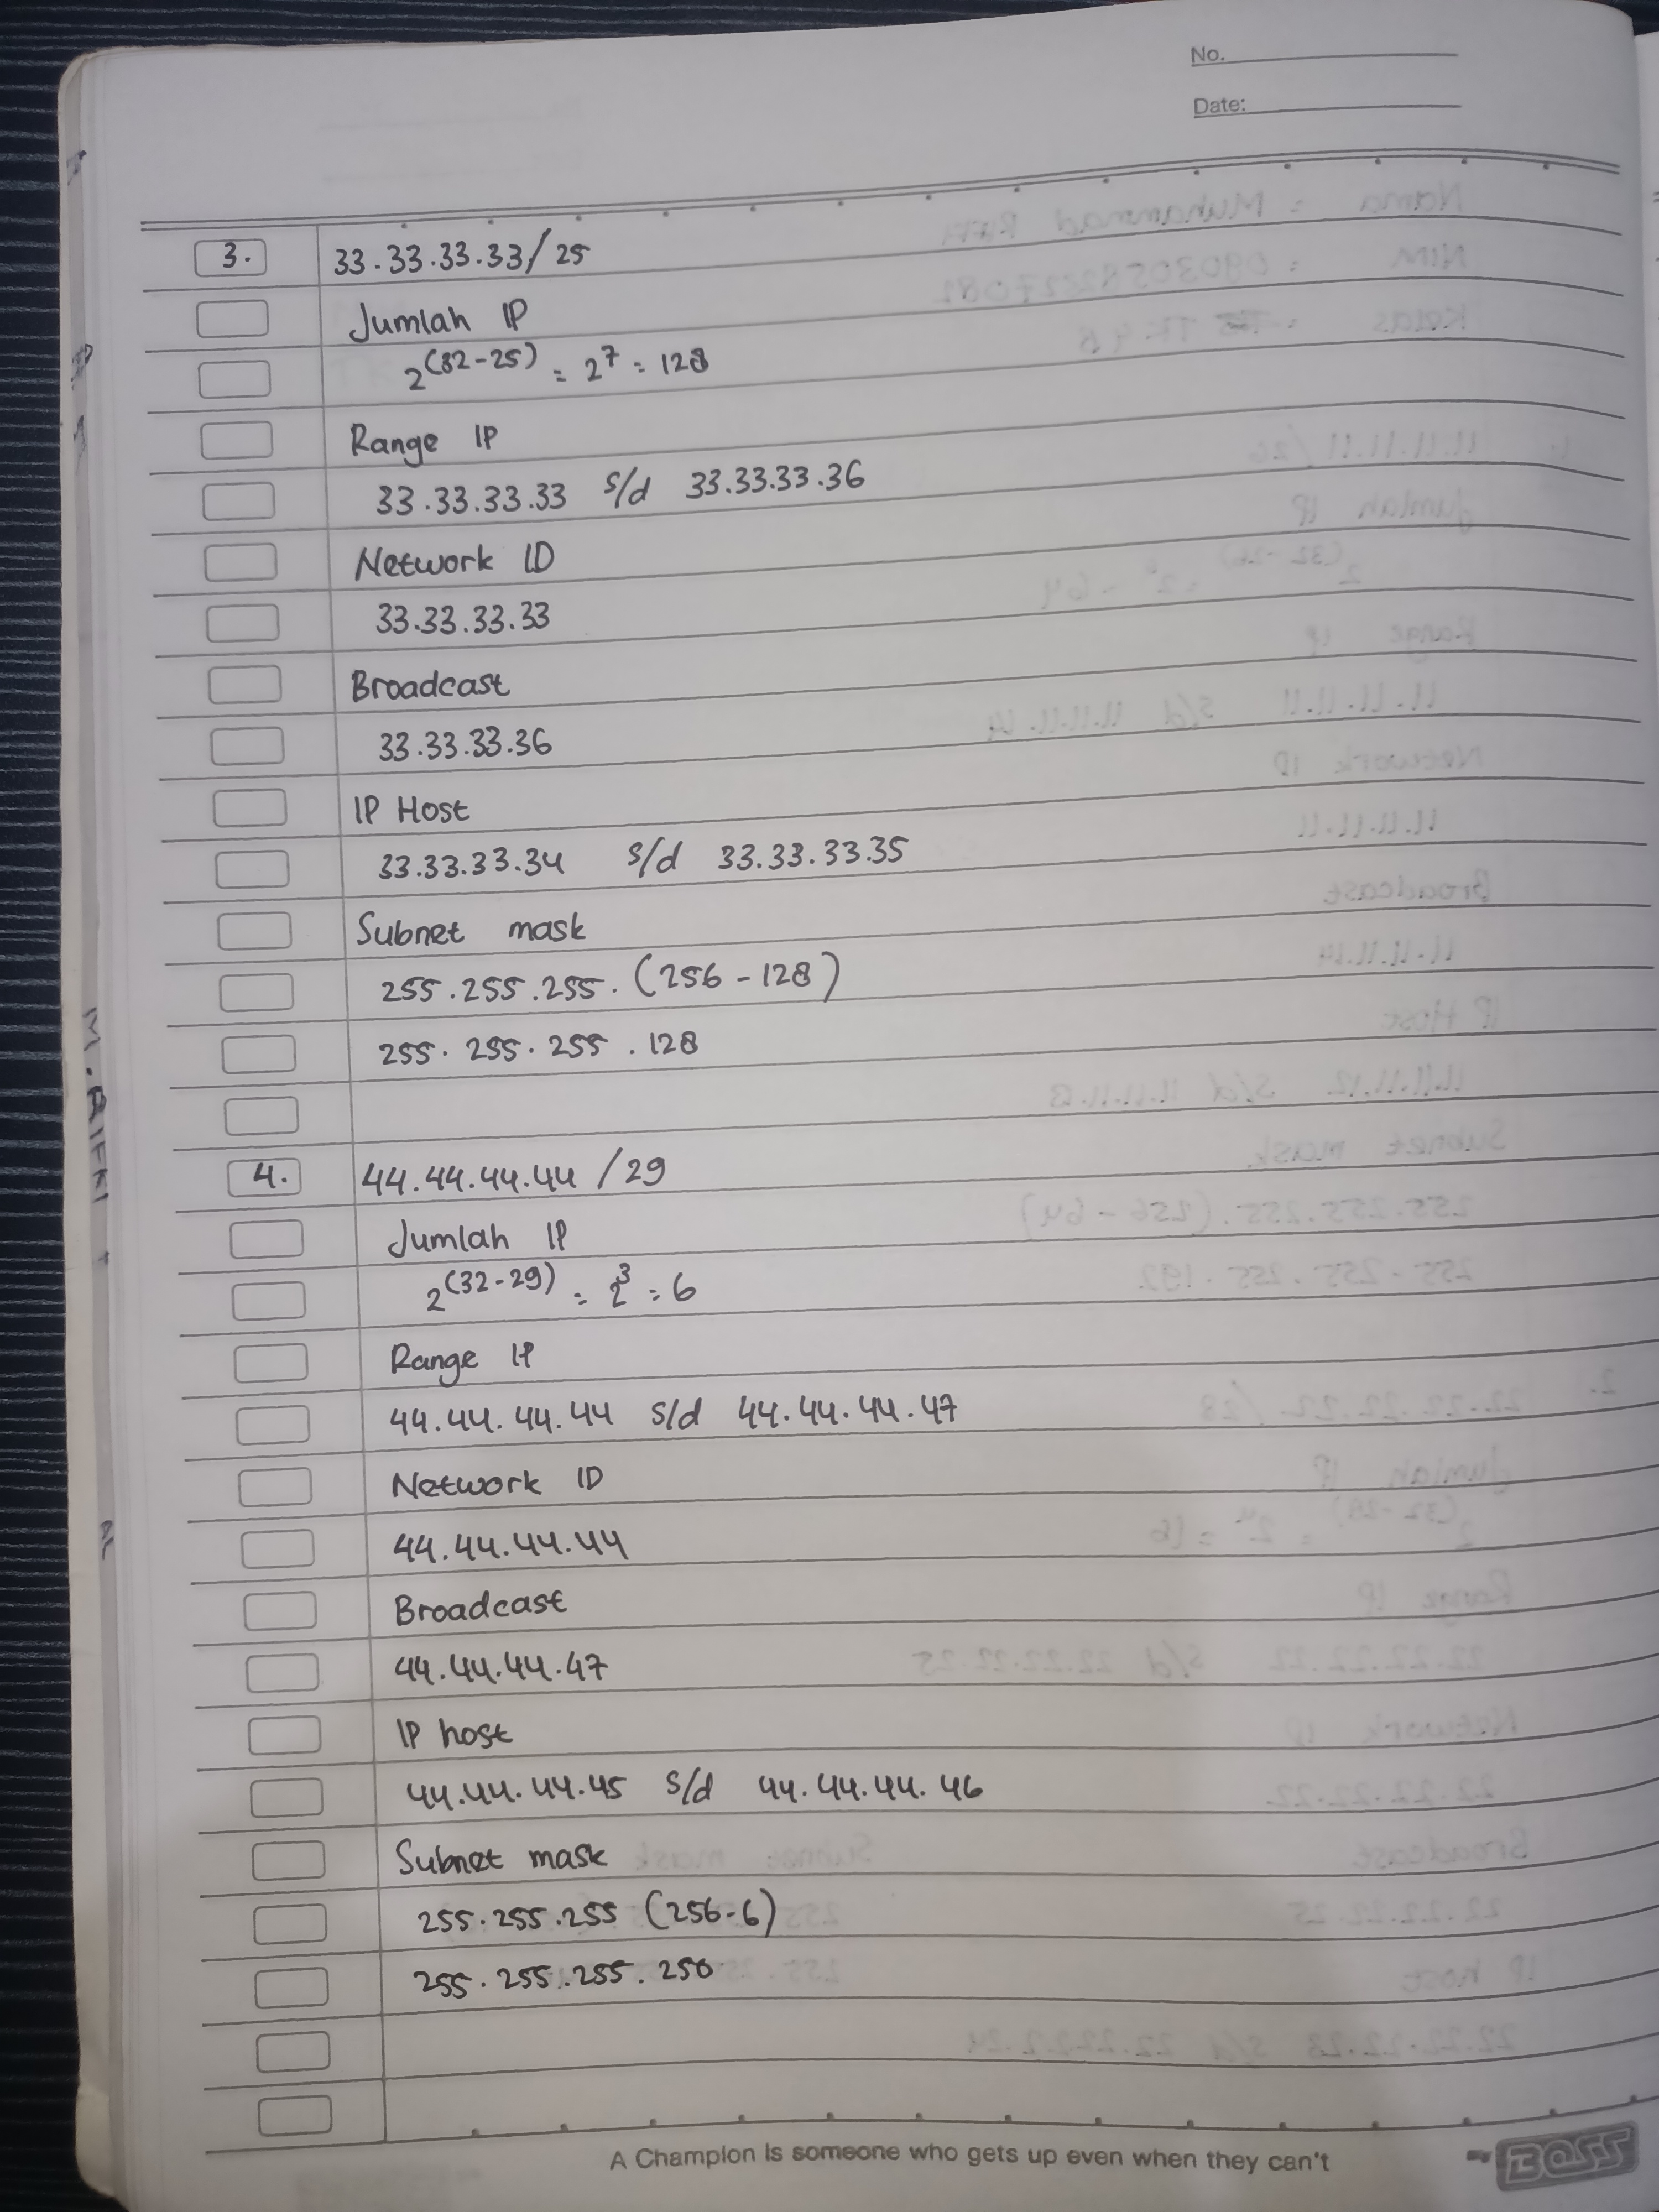 No.
Date:
3. 33.33.33.33/25
Jumlah IP
2^(32-25) = 2^7 = 128
Range IP
33.33.33.33 s/d 33.33.33.36
Network ID
33.33.33.33
Broadcast
33.33.33.36
IP Host
33.33.33.34 s/d 33.33.33.35
Subnet mask
255.255.255.(256-128)
255.255.255.128
4. 44.44.44.44/29
Jumlah IP
2^(32-29) = 2^3 = 6
Range IP
44.44.44.44 s/d 44.44.44.47
Network ID
44.44.44.44
Broadcast
44.44.44.47
IP host
44.44.44.45 s/d 44.44.44.46
Subnet mask
255.255.255 (256-6)
255.255.255.250
A Champion is someone who gets up even when they can't
BOSS
M. RIFKI